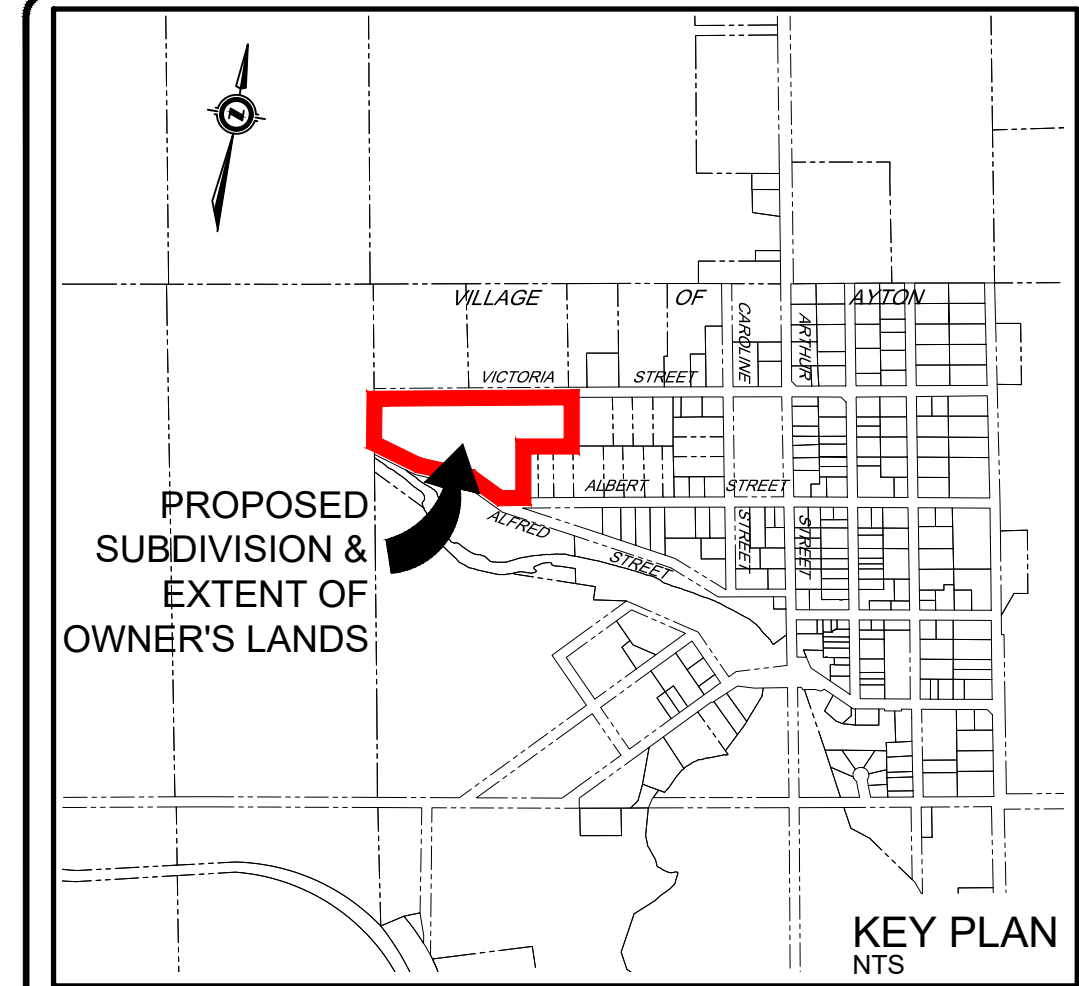 VILLAGE OF AYTON
CAROLINE
ARTHUR
VICTORIA STREET
ALBERT STREET
ALFRED STREET
STREET
STREET
PROPOSED
SUBDIVISION &
EXTENT OF
OWNER'S LANDS
KEY PLAN
NTS
N